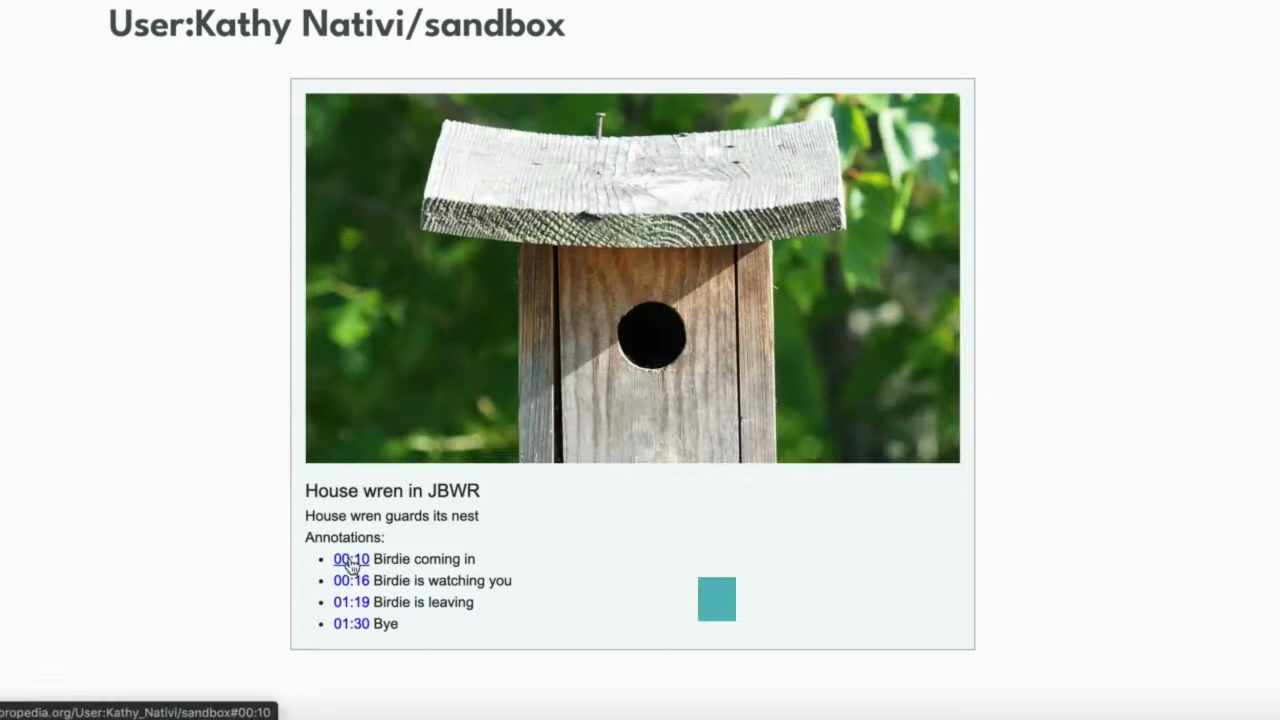 User:Kathy Nativi/sandbox
House wren in JBWR
House wren guards its nest
Annotations:
00:10 Birdie coming in
00:16 Birdie is watching you
01:19 Birdie is leaving
01:30 Bye
propedia.org/User:Kathy_Nativi/sandbox#00:10